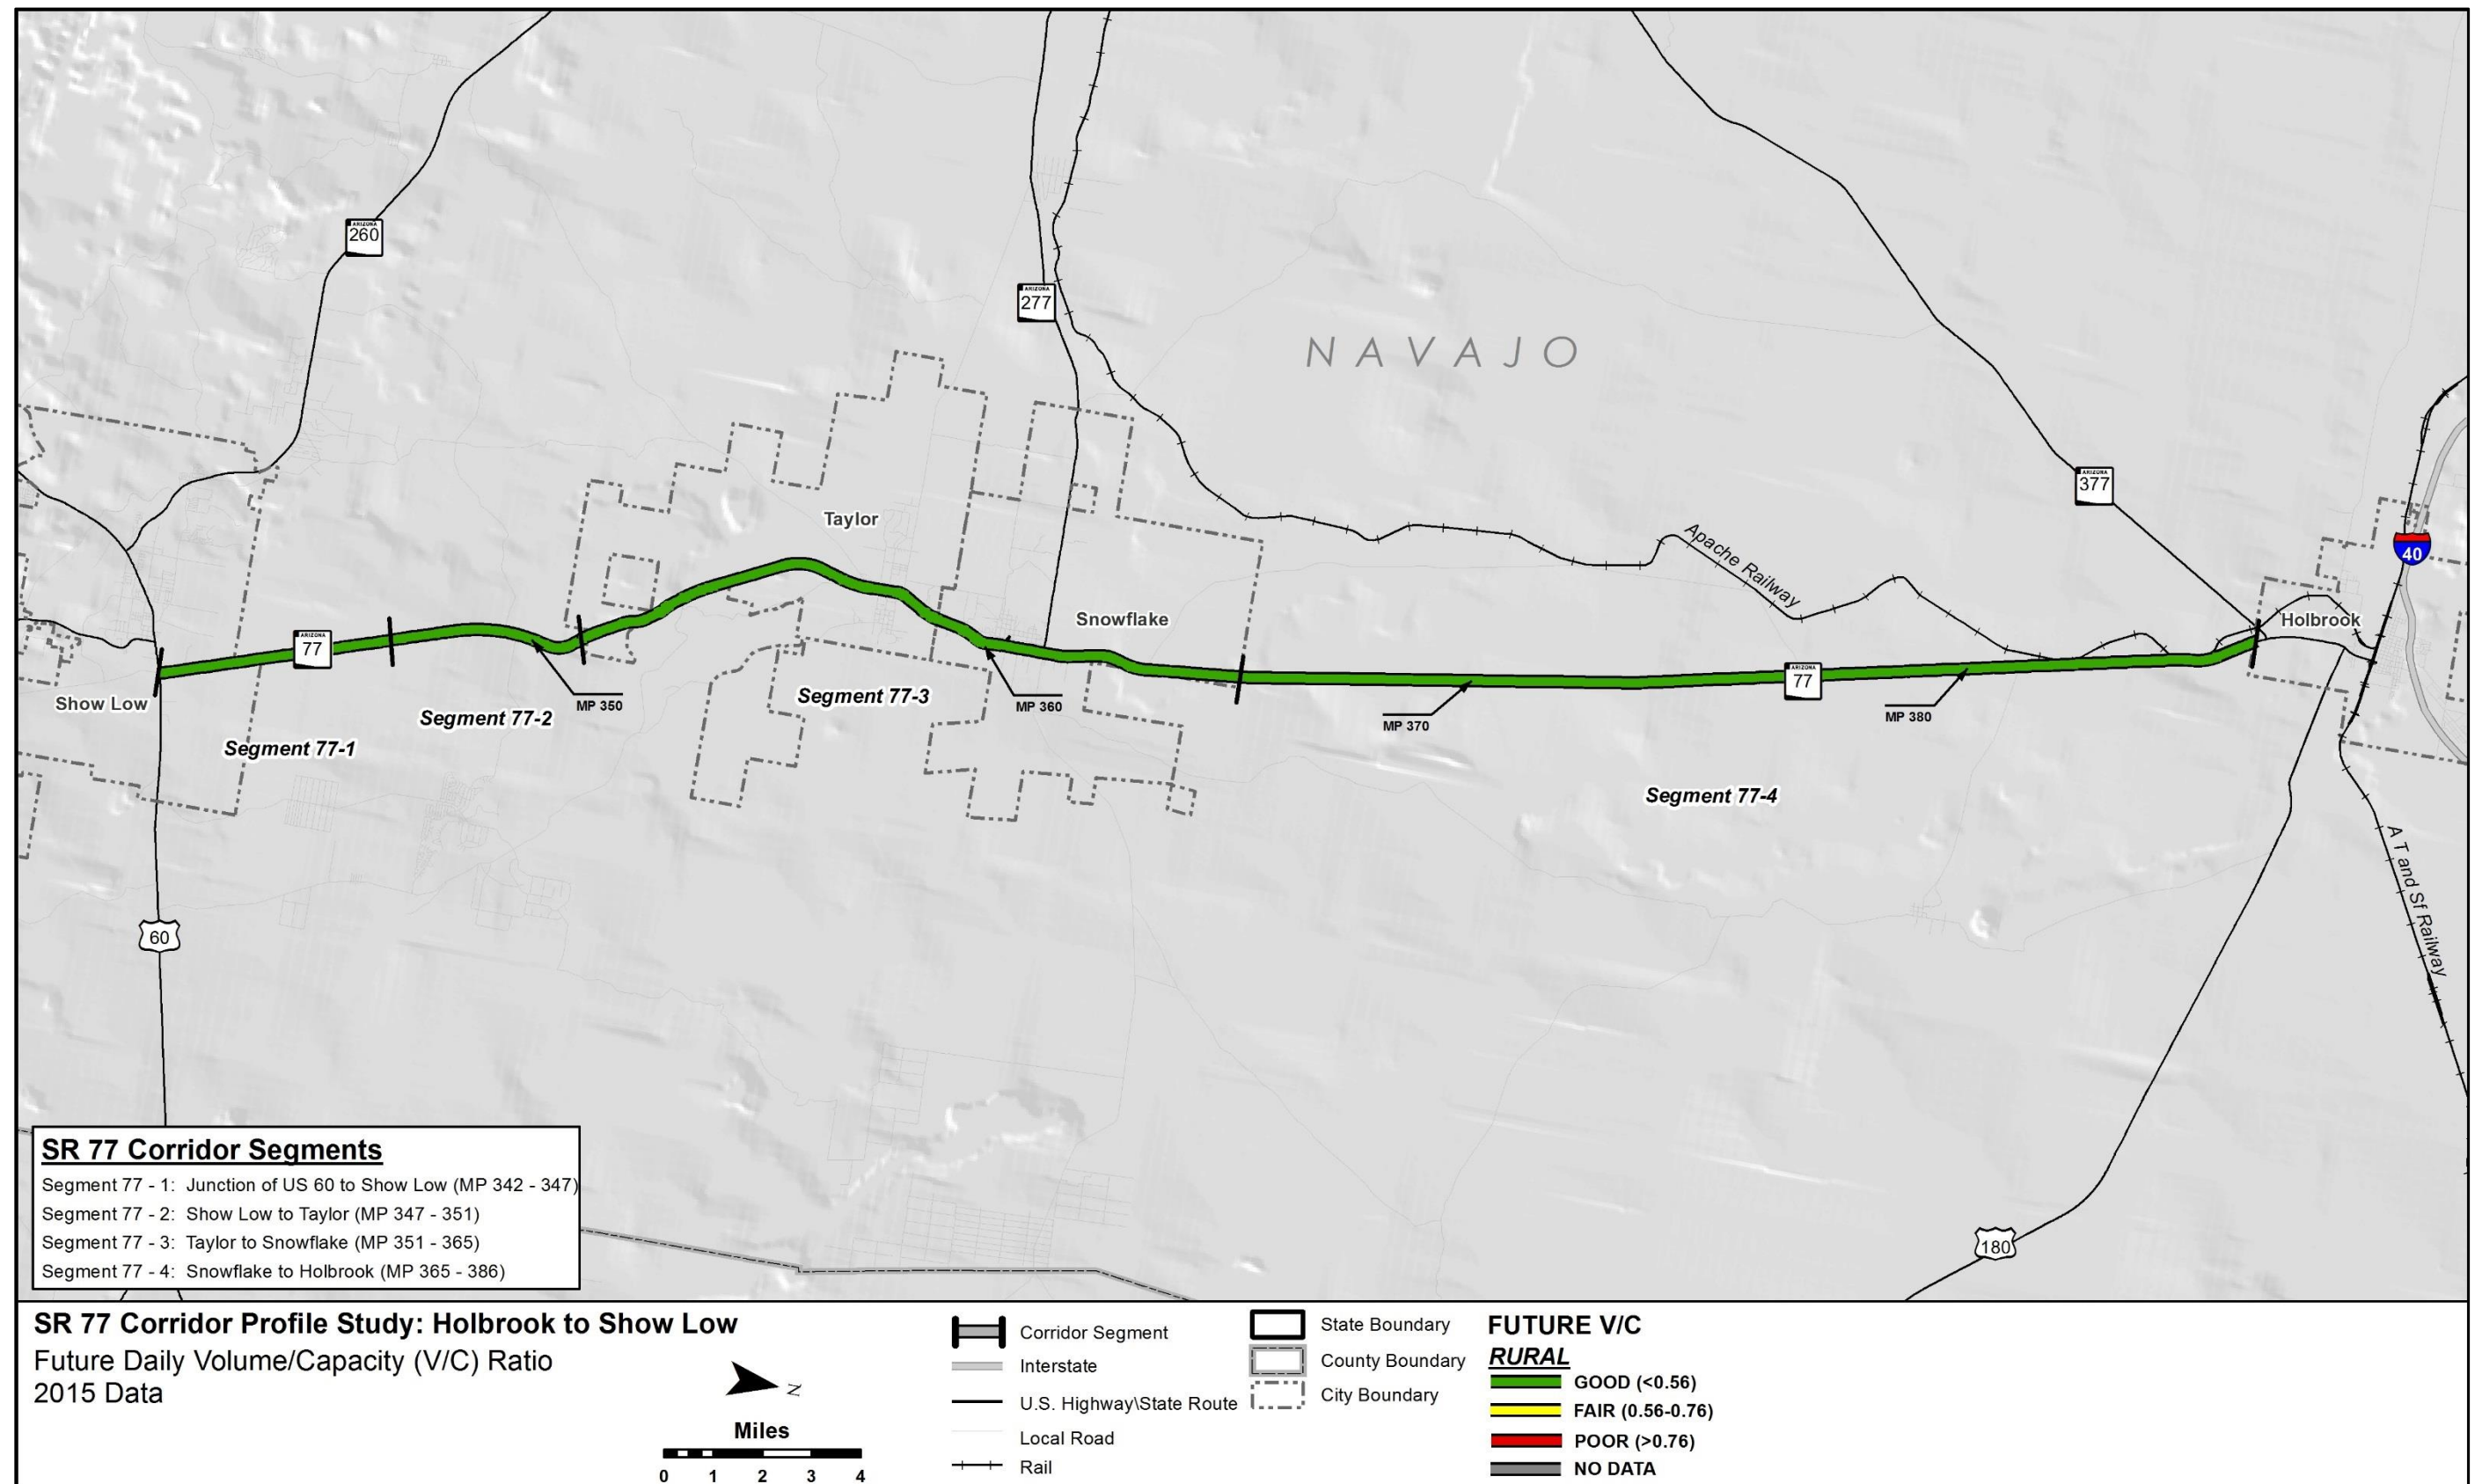 ARIZONA
260
ARIZONA
277
NAVAJO
ARIZONA
377
40
Taylor
Apache Railway
Snowflake
Holbrook
ARIZONA
77
Show Low
Segment 77-1
Segment 77-2
MP 350
Segment 77-3
MP 360
MP 370
ARIZONA
77
MP 380
Segment 77-4
A T and Sf Railway
60
180
SR 77 Corridor Segments
Segment 77 - 1: Junction of US 60 to Show Low (MP 342 - 347)
Segment 77 - 2: Show Low to Taylor (MP 347 - 351)
Segment 77 - 3: Taylor to Snowflake (MP 351 - 365)
Segment 77 - 4: Snowflake to Holbrook (MP 365 - 386)
SR 77 Corridor Profile Study: Holbrook to Show Low
Future Daily Volume/Capacity (V/C) Ratio
2015 Data
N
Miles
0 1 2 3 4
Corridor Segment
Interstate
U.S. Highway\State Route
Local Road
Rail
State Boundary
County Boundary
City Boundary
FUTURE V/C
RURAL
GOOD (<0.56)
FAIR (0.56-0.76)
POOR (>0.76)
NO DATA